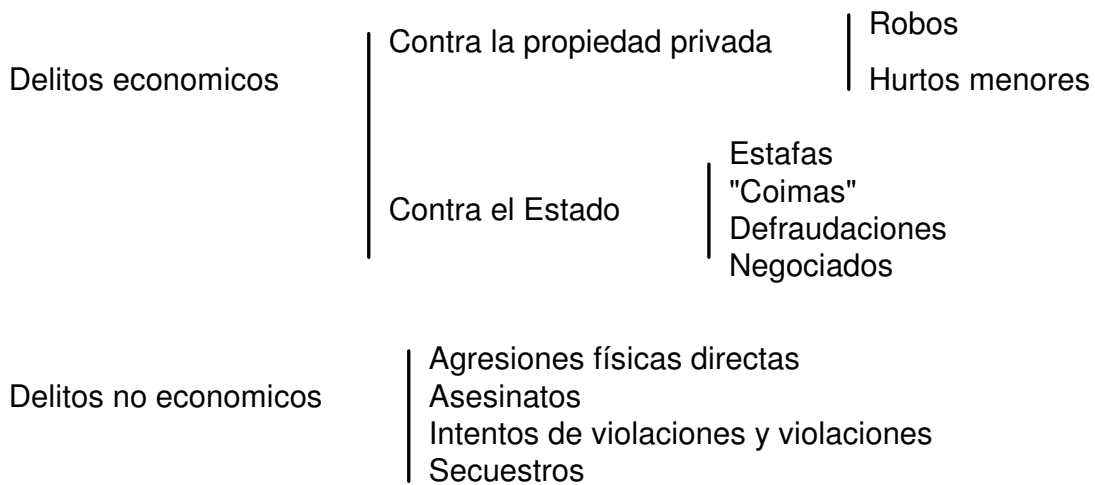 Delitos economicos
Contra la propiedad privada
Robos
Hurtos menores
Contra el Estado
Estafas
"Coimas"
Defraudaciones
Negociados
Delitos no economicos
Agresiones físicas directas
Asesinatos
Intentos de violaciones y violaciones
Secuestros